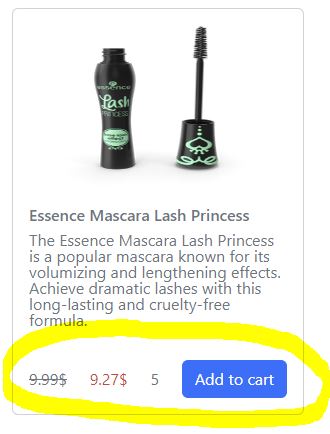 essence
Lash
PRINCESS
Essence Mascara Lash Princess
The Essence Mascara Lash Princess
is a popular mascara known for its
volumizing and lengthening effects.
Achieve dramatic lashes with this
long-lasting and cruelty-free
formula.
9.99$ 9.27$ 5 Add to cart